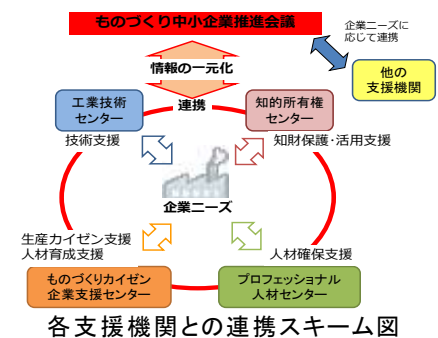 ものづくり中小企業推進会議
企業ニーズに
応じて連携
情報の一元化
他の
支援機関
連携
工業技術
センター
知的所有権
センター
技術支援
知財保護・活用支援
企業ニーズ
生産カイゼン支援
人材育成支援
人材確保支援
ものづくりカイゼン
企業支援センター
プロフェッショナル
人材センター
各支援機関との連携スキーム図